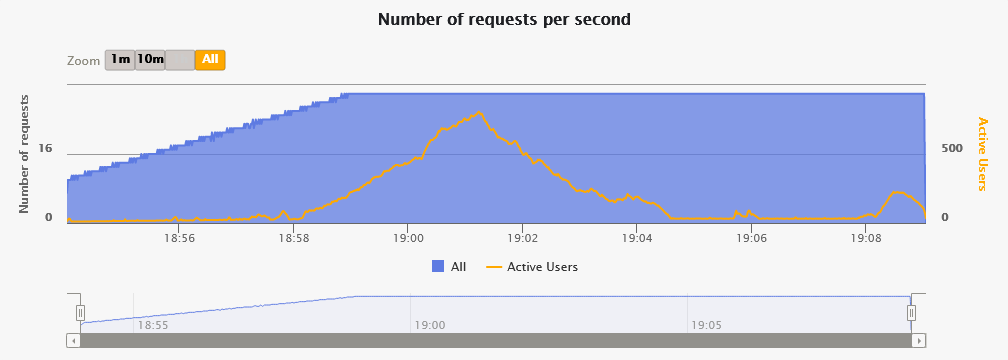 Number of requests per second
Zoom 1m 10m All
Number of requests
16
0
Active Users
500
0
18:56 18:58 19:00 19:02 19:04 19:06 19:08
All Active Users
18:55 19:00 19:05